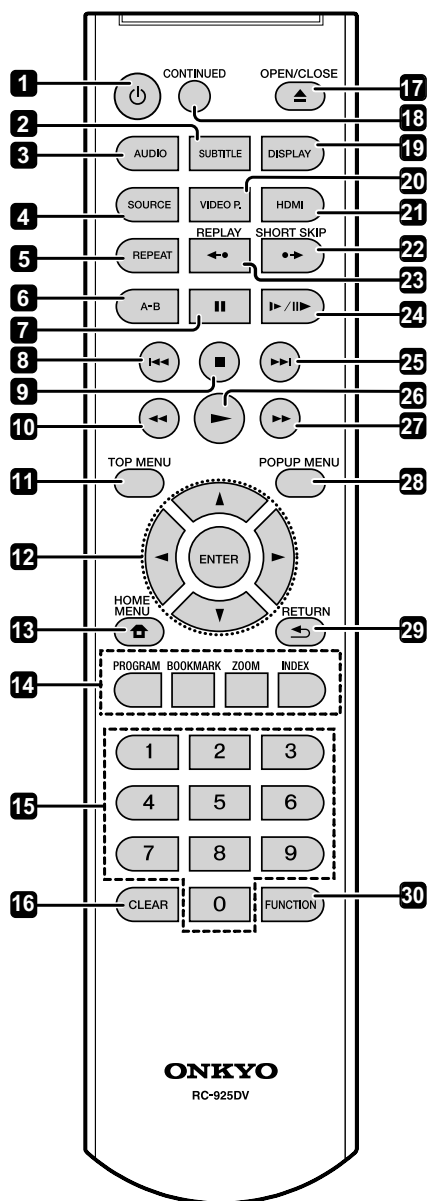 1
CONTINUED
OPEN/CLOSE
17
2
18
3
AUDIO
SUBTITLE
DISPLAY
19
20
4
SOURCE
VIDEO P.
HDMI
21
5
REPEAT
REPLAY
SHORT SKIP
22
23
6
A-B
7
24
8
25
9
26
10
27
11
TOP MENU
POPUP MENU
28
12
ENTER
HOME
MENU
RETURN
13
29
14
PROGRAM
BOOKMARK
ZOOM
INDEX
15
1
2
3
4
5
6
7
8
9
16
CLEAR
0
FUNCTION
30
ONKYO
RC-925DV